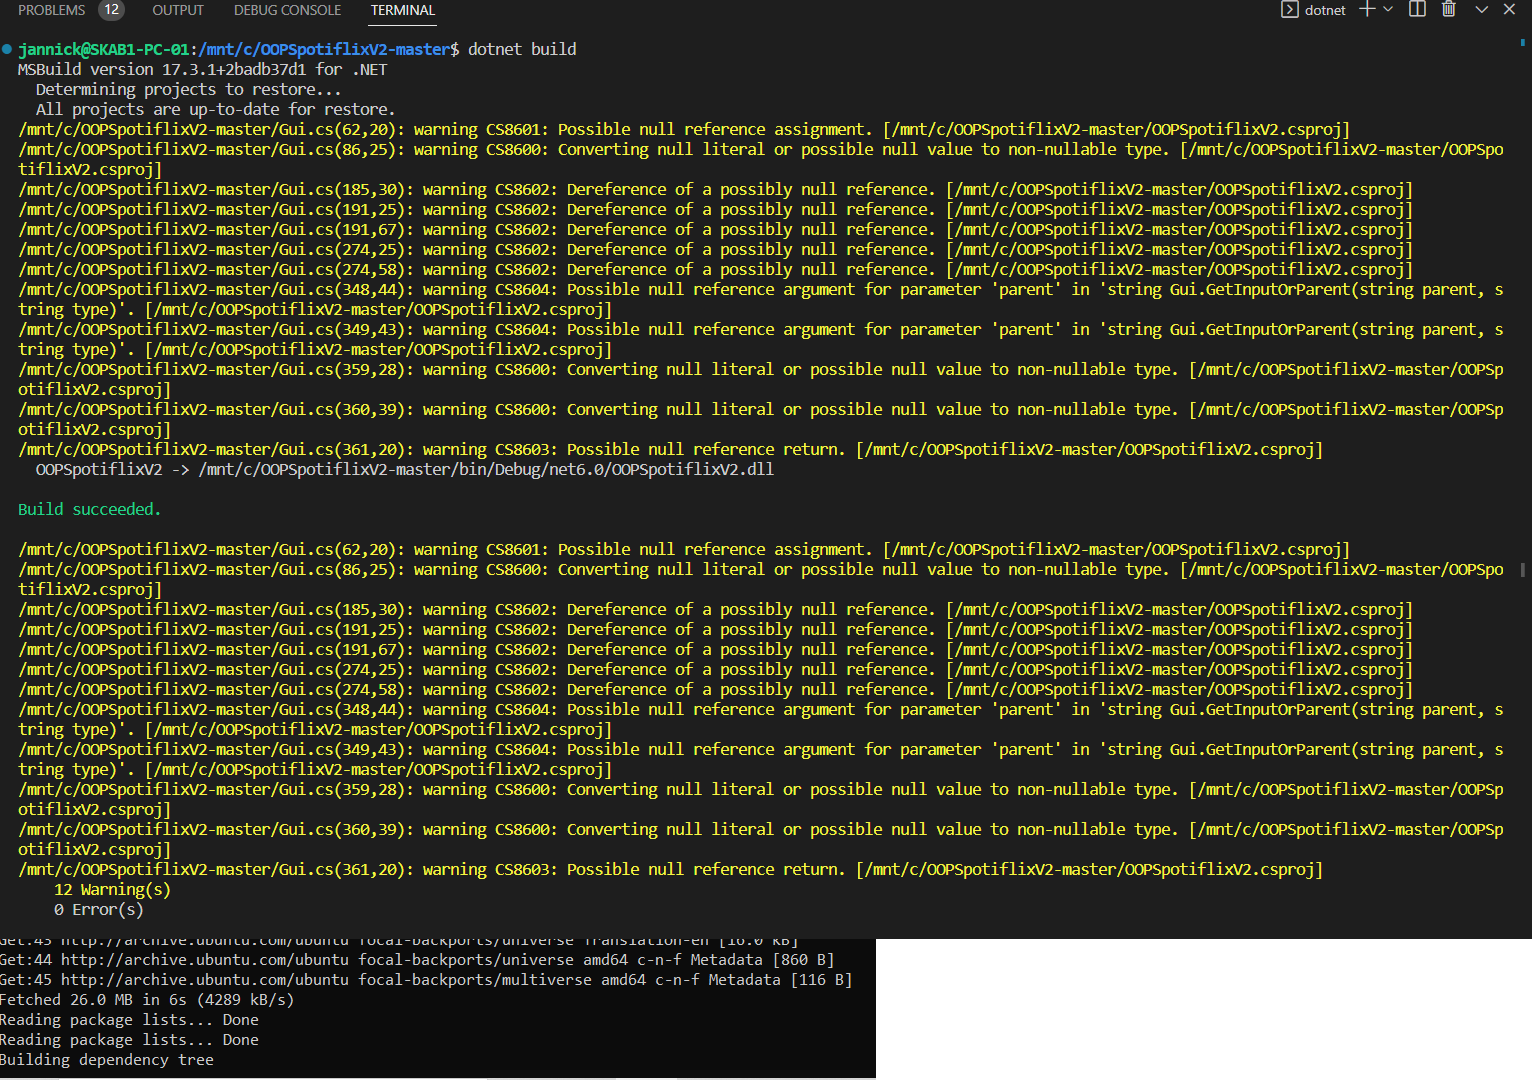 PROBLEMS 12 OUTPUT DEBUG CONSOLE TERMINAL dotnet
jannick@SKAB1-PC-01:/mnt/c/OOPSpotiflixV2-master$ dotnet build
MSBuild version 17.3.1+2badb37d1 for .NET
Determining projects to restore...
All projects are up-to-date for restore.
/mnt/c/OOPSpotiflixV2-master/Gui.cs(62,20): warning CS8601: Possible null reference assignment. [/mnt/c/OOPSpotiflixV2-master/OOPSpotiflixV2.csproj]
/mnt/c/OOPSpotiflixV2-master/Gui.cs(86,25): warning CS8600: Converting null literal or possible null value to non-nullable type. [/mnt/c/OOPSpotiflixV2-master/OOPSpo
tiflixV2.csproj]
/mnt/c/OOPSpotiflixV2-master/Gui.cs(185,30): warning CS8602: Dereference of a possibly null reference. [/mnt/c/OOPSpotiflixV2-master/OOPSpotiflixV2.csproj]
/mnt/c/OOPSpotiflixV2-master/Gui.cs(191,25): warning CS8602: Dereference of a possibly null reference. [/mnt/c/OOPSpotiflixV2-master/OOPSpotiflixV2.csproj]
/mnt/c/OOPSpotiflixV2-master/Gui.cs(191,67): warning CS8602: Dereference of a possibly null reference. [/mnt/c/OOPSpotiflixV2-master/OOPSpotiflixV2.csproj]
/mnt/c/OOPSpotiflixV2-master/Gui.cs(274,25): warning CS8602: Dereference of a possibly null reference. [/mnt/c/OOPSpotiflixV2-master/OOPSpotiflixV2.csproj]
/mnt/c/OOPSpotiflixV2-master/Gui.cs(274,58): warning CS8602: Dereference of a possibly null reference. [/mnt/c/OOPSpotiflixV2-master/OOPSpotiflixV2.csproj]
/mnt/c/OOPSpotiflixV2-master/Gui.cs(348,44): warning CS8604: Possible null reference argument for parameter 'parent' in 'string Gui.GetInputOrParent(string parent, s
tring type)'. [/mnt/c/OOPSpotiflixV2-master/OOPSpotiflixV2.csproj]
/mnt/c/OOPSpotiflixV2-master/Gui.cs(349,43): warning CS8604: Possible null reference argument for parameter 'parent' in 'string Gui.GetInputOrParent(string parent, s
tring type)'. [/mnt/c/OOPSpotiflixV2-master/OOPSpotiflixV2.csproj]
/mnt/c/OOPSpotiflixV2-master/Gui.cs(359,28): warning CS8600: Converting null literal or possible null value to non-nullable type. [/mnt/c/OOPSpotiflixV2-master/OOPSp
otiflixV2.csproj]
/mnt/c/OOPSpotiflixV2-master/Gui.cs(360,39): warning CS8600: Converting null literal or possible null value to non-nullable type. [/mnt/c/OOPSpotiflixV2-master/OOPSp
otiflixV2.csproj]
/mnt/c/OOPSpotiflixV2-master/Gui.cs(361,20): warning CS8603: Possible null reference return. [/mnt/c/OOPSpotiflixV2-master/OOPSpotiflixV2.csproj]
OOPSpotiflixV2 -> /mnt/c/OOPSpotiflixV2-master/bin/Debug/net6.0/OOPSpotiflixV2.dll
Build succeeded.
/mnt/c/OOPSpotiflixV2-master/Gui.cs(62,20): warning CS8601: Possible null reference assignment. [/mnt/c/OOPSpotiflixV2-master/OOPSpotiflixV2.csproj]
/mnt/c/OOPSpotiflixV2-master/Gui.cs(86,25): warning CS8600: Converting null literal or possible null value to non-nullable type. [/mnt/c/OOPSpotiflixV2-master/OOPSpo
tiflixV2.csproj]
/mnt/c/OOPSpotiflixV2-master/Gui.cs(185,30): warning CS8602: Dereference of a possibly null reference. [/mnt/c/OOPSpotiflixV2-master/OOPSpotiflixV2.csproj]
/mnt/c/OOPSpotiflixV2-master/Gui.cs(191,25): warning CS8602: Dereference of a possibly null reference. [/mnt/c/OOPSpotiflixV2-master/OOPSpotiflixV2.csproj]
/mnt/c/OOPSpotiflixV2-master/Gui.cs(191,67): warning CS8602: Dereference of a possibly null reference. [/mnt/c/OOPSpotiflixV2-master/OOPSpotiflixV2.csproj]
/mnt/c/OOPSpotiflixV2-master/Gui.cs(274,25): warning CS8602: Dereference of a possibly null reference. [/mnt/c/OOPSpotiflixV2-master/OOPSpotiflixV2.csproj]
/mnt/c/OOPSpotiflixV2-master/Gui.cs(274,58): warning CS8602: Dereference of a possibly null reference. [/mnt/c/OOPSpotiflixV2-master/OOPSpotiflixV2.csproj]
/mnt/c/OOPSpotiflixV2-master/Gui.cs(348,44): warning CS8604: Possible null reference argument for parameter 'parent' in 'string Gui.GetInputOrParent(string parent, s
tring type)'. [/mnt/c/OOPSpotiflixV2-master/OOPSpotiflixV2.csproj]
/mnt/c/OOPSpotiflixV2-master/Gui.cs(349,43): warning CS8604: Possible null reference argument for parameter 'parent' in 'string Gui.GetInputOrParent(string parent, s
tring type)'. [/mnt/c/OOPSpotiflixV2-master/OOPSpotiflixV2.csproj]
/mnt/c/OOPSpotiflixV2-master/Gui.cs(359,28): warning CS8600: Converting null literal or possible null value to non-nullable type. [/mnt/c/OOPSpotiflixV2-master/OOPSp
otiflixV2.csproj]
/mnt/c/OOPSpotiflixV2-master/Gui.cs(360,39): warning CS8600: Converting null literal or possible null value to non-nullable type. [/mnt/c/OOPSpotiflixV2-master/OOPSp
otiflixV2.csproj]
/mnt/c/OOPSpotiflixV2-master/Gui.cs(361,20): warning CS8603: Possible null reference return. [/mnt/c/OOPSpotiflixV2-master/OOPSpotiflixV2.csproj]
12 Warning(s)
0 Error(s)
Get:43 http://archive.ubuntu.com/ubuntu focal-backports/universe Translation-en [16.0 kB]
Get:44 http://archive.ubuntu.com/ubuntu focal-backports/universe amd64 c-n-f Metadata [860 B]
Get:45 http://archive.ubuntu.com/ubuntu focal-backports/multiverse amd64 c-n-f Metadata [116 B]
Fetched 26.0 MB in 6s (4289 kB/s)
Reading package lists... Done
Reading package lists... Done
Building dependency tree